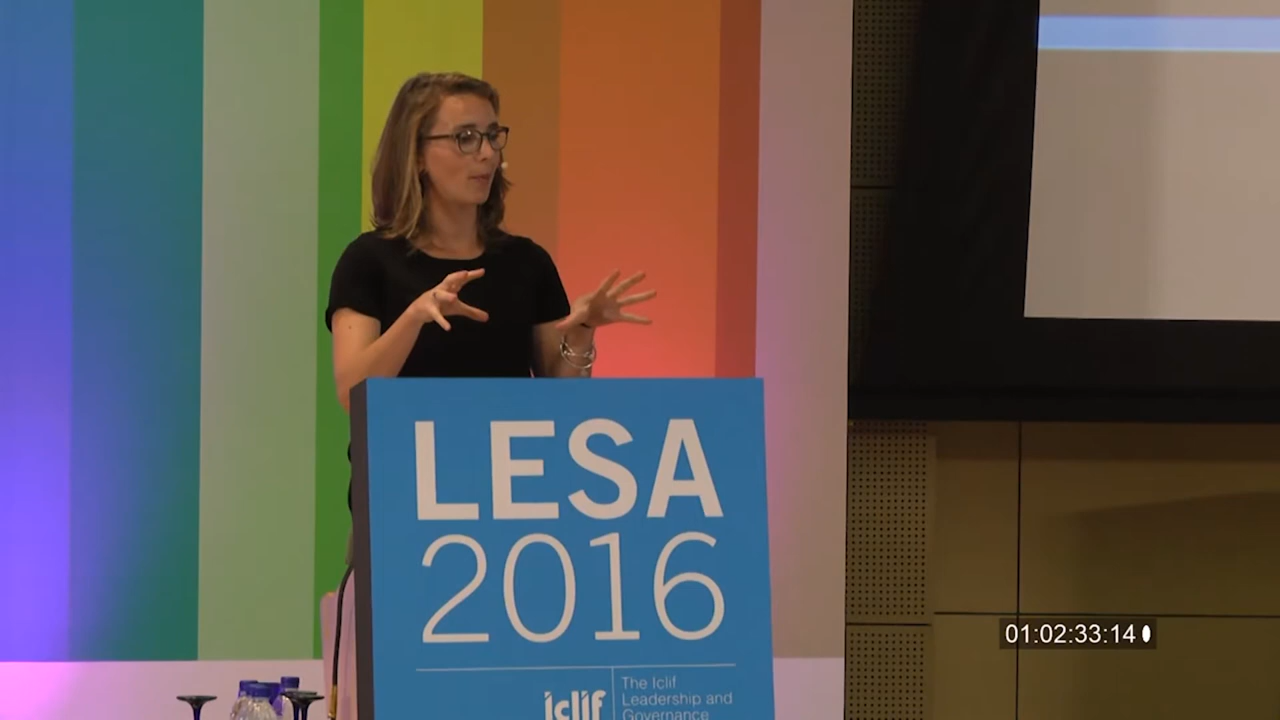 LESA
2016
iclif
The Iclif
Leadership and
Governance
01:02:33:14